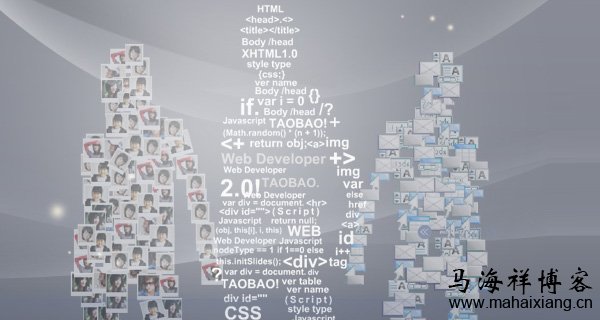 HTML
<head>.<>
<title></title>
Body /head
XHTML1.0
style type
{css:}
ver name
Body /head
if. var i = 0 {}
Body /head /?
Javascript TAOBAO! +
(Math.random() * (n + 1));
<+ return obj;<a>img
Web Developer +>
Web Developer img
2.0! TAOBAO. var
Web Developer else
var div = document. <hr> href
<div id=""> (Script) div
Javascript return null; <a>
(obj, this[i], i, this) WEB id
Web Developer Javascript
nodeType == 1 if 1==0 else i++
this.initSlides(); <div> tag
? var div = document. div
TAOBAO! ver table
var name
div id="" (Script)
CSS Javascript
return
马海祥博客
www.mahaixiang.cn